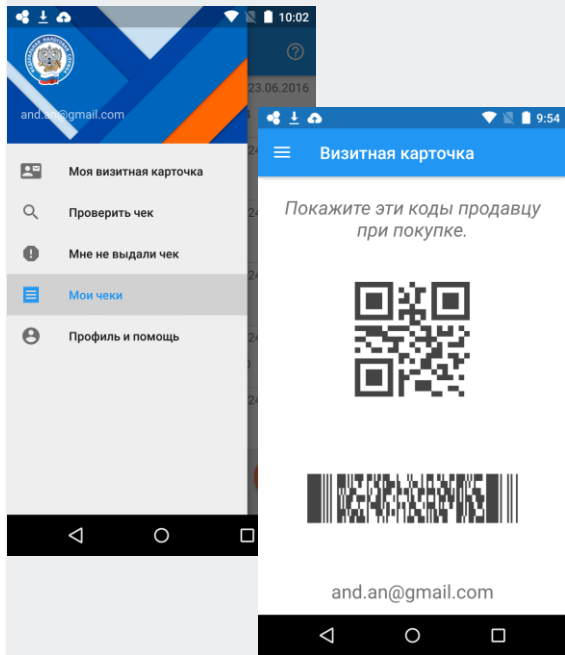 10:02
23.06.2016
and.an@gmail.com
Моя визитная карточка
Проверить чек
Мне не выдали чек
Мои чеки
Профиль и помощь
9:54
Визитная карточка
Покажите эти коды продавцу
при покупке.
and.an@gmail.com